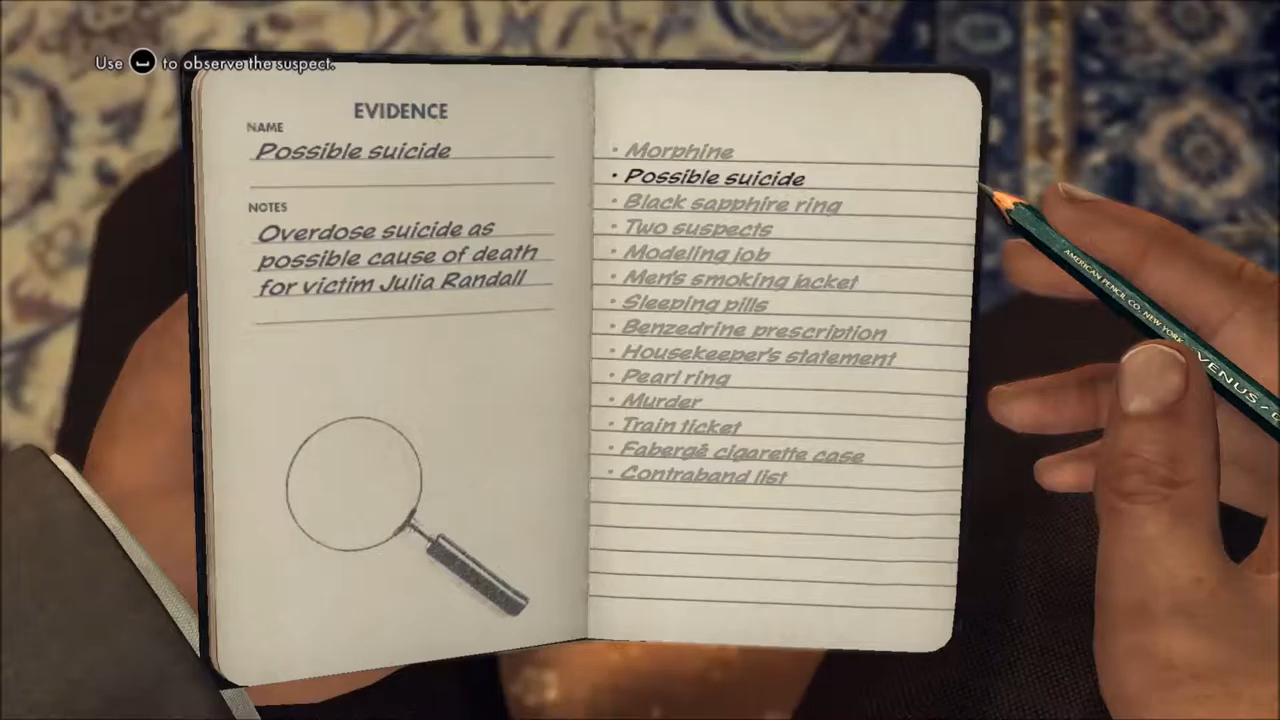 Use to observe the suspect.
EVIDENCE
NAME
Possible suicide
NOTES
Overdose suicide as
possible cause of death
for victim Julia Randall
• Morphine
• Possible suicide
• Black sapphire ring
• Two suspects
• Modeling job
• Men's smoking jacket
• Sleeping pills
• Benzedrine prescription
• Housekeeper's statement
• Pearl ring
• Murder
• Train ticket
• Fabergé cigarette case
• Contraband list
AMERICAN PENCIL CO. NEW YORK
VENUS